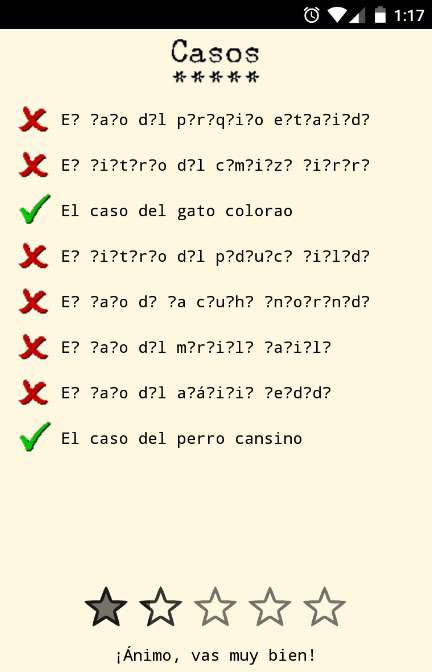 1:17
Casos
*****
E? ?a?o d?l p?r?q?i?o e?t?a?i?d?
E? ?i?t?r?o d?l c?m?i?z? ?i?r?r?
El caso del gato colorao
E? ?i?t?r?o d?l p?d?u?c? ?i?l?d?
E? ?a?o d? ?a c?u?h? ?n?o?r?n?d?
E? ?a?o d?l m?r?i?l? ?a?i?l?
E? ?a?o d?l a?á?i?i? ?e?d?d?
El caso del perro cansino
¡Ánimo, vas muy bien!